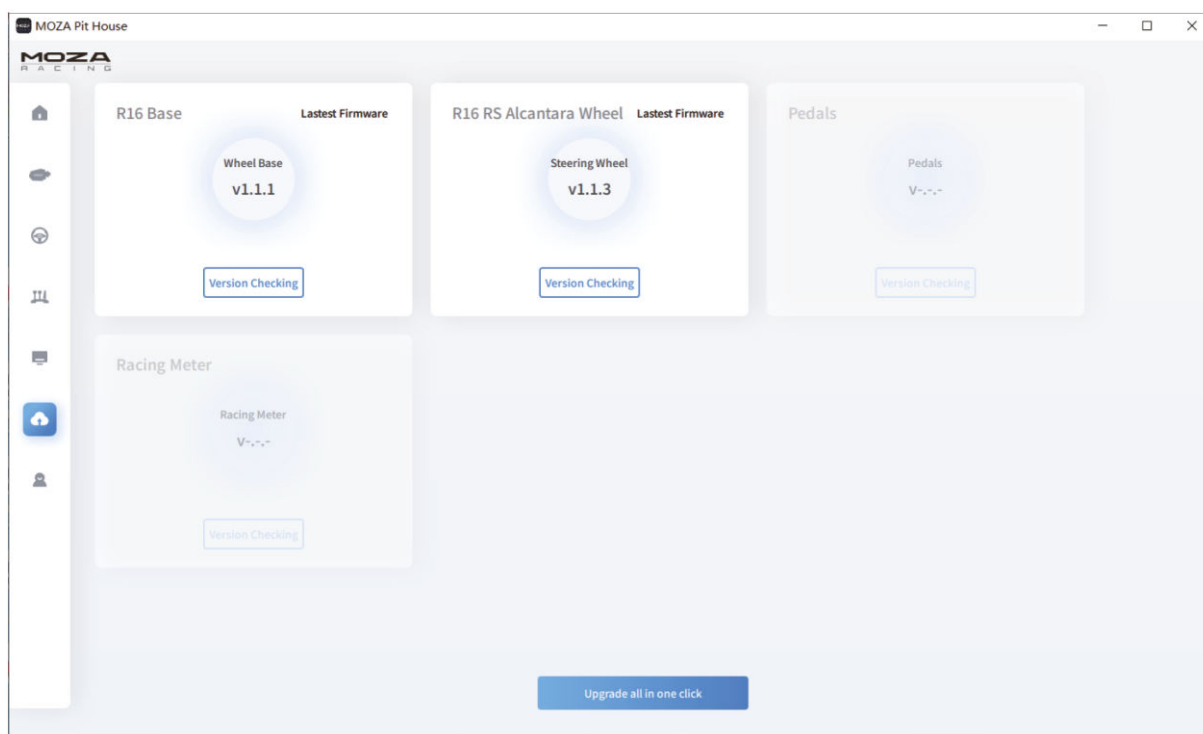 MOZA Pit House
MOZA
RACING
R16 Base
Lastest Firmware
Wheel Base
v1.1.1
Version Checking
R16 RS Alcantara Wheel
Lastest Firmware
Steering Wheel
v1.1.3
Version Checking
Pedals
Pedals
v-.-.-
Version Checking
Racing Meter
Racing Meter
v-.-.-
Version Checking
Upgrade all in one click